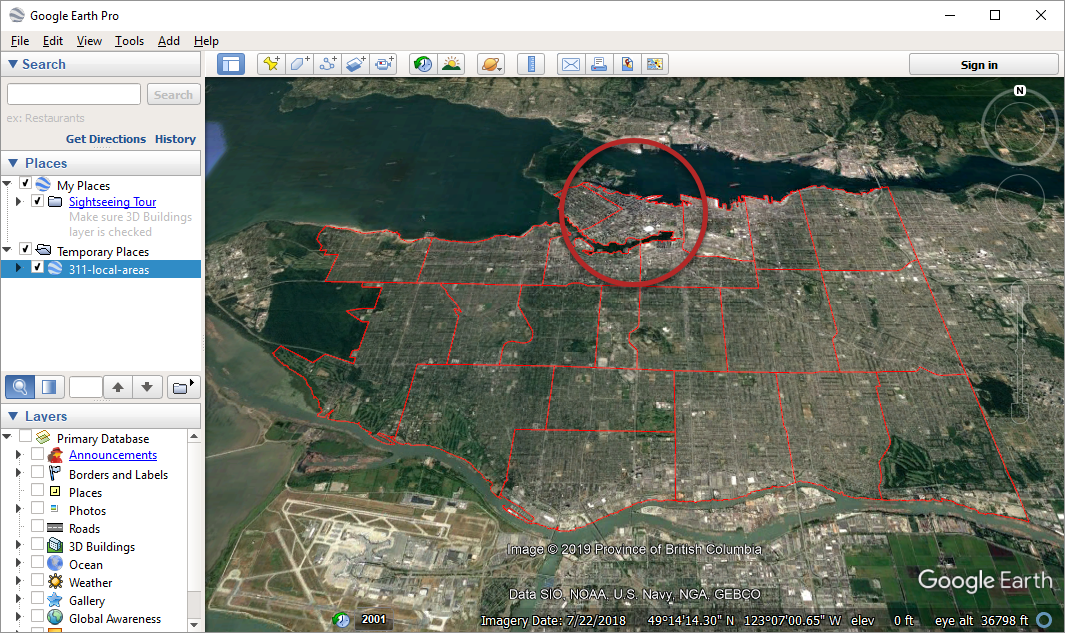 Google Earth Pro
File Edit View Tools Add Help
Search
Sign in
Search
ex: Restaurants
Get Directions History
N
Places
My Places
Sightseeing Tour
Make sure 3D Buildings
layer is checked
Temporary Places
311-local-areas
Layers
Primary Database
Announcements
Borders and Labels
Places
Photos
Roads
3D Buildings
Ocean
Weather
Gallery
Global Awareness
Image © 2019 Province of British Columbia
Google Earth
Data SIO, NOAA, U.S. Navy, NGA, GEBCO
2001
Imagery Date: 7/22/2018 49°14'14.30" N 123°07'00.65" W elev 0 ft eye alt 36798 ft